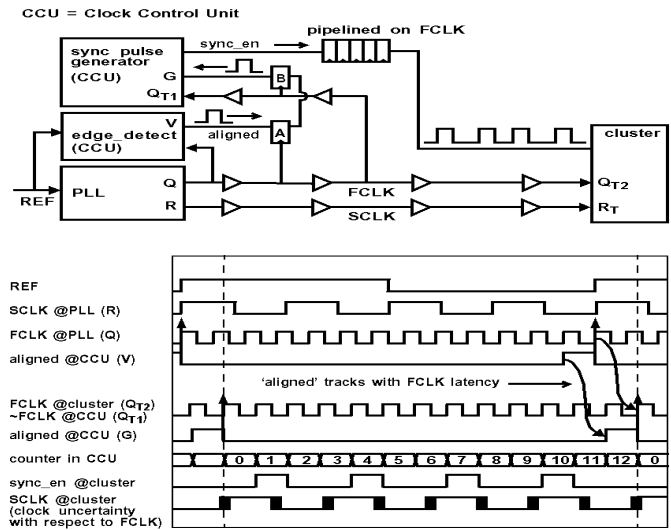 CCU = Clock Control Unit
pipelined on FCLK
sync_en
sync pulse
generator
(CCU)
G
B
QT1
V
edge_detect
(CCU)
aligned
A
cluster
REF
PLL
Q
R
FCLK
SCLK
QT2
RT
REF
SCLK @PLL (R)
FCLK @PLL (Q)
aligned @CCU (V)
'aligned' tracks with FCLK latency
FCLK @cluster (QT2)
~FCLK @CCU (QT1)
aligned @CCU (G)
counter in CCU 0 1 2 3 4 5 6 7 8 9 10 11 12 0
sync_en @cluster
SCLK @cluster
(clock uncertainty
with respect to FCLK)